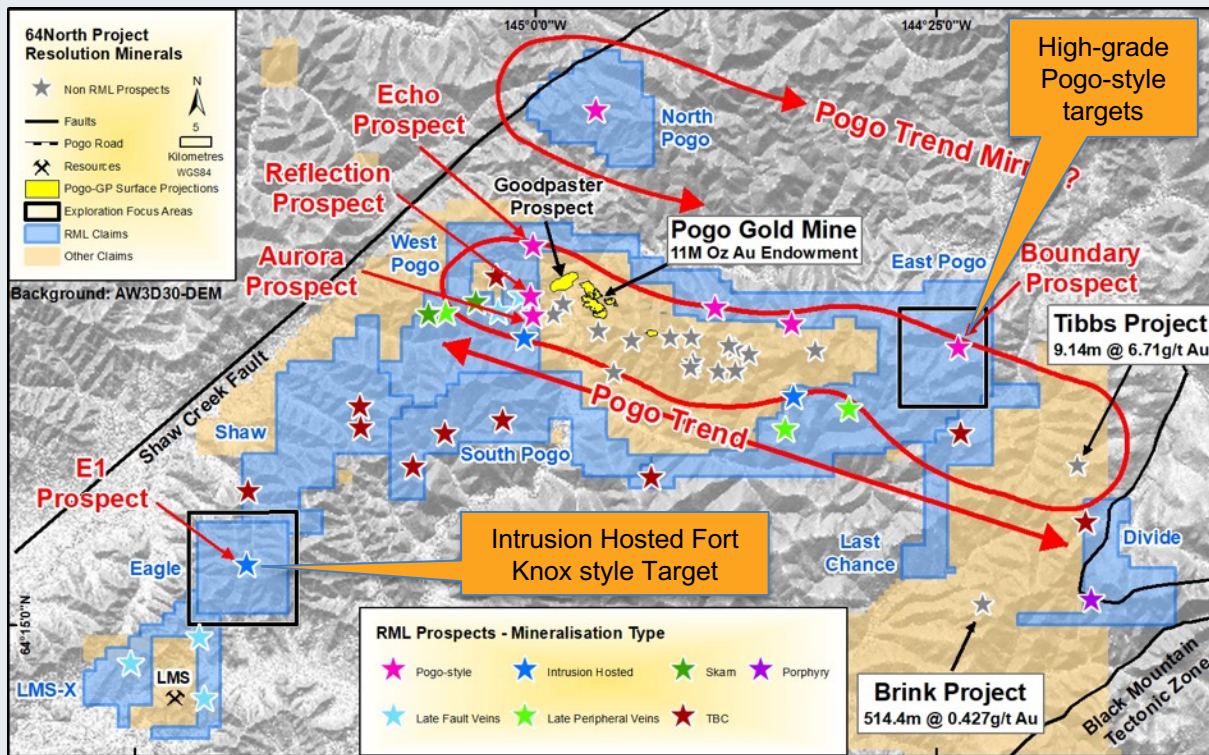 64North Project
Resolution Minerals
Non RML Prospects
Faults
Pogo Road
Resources
Pogo-GP Surface Projections
Exploration Focus Areas
RML Claims
Other Claims
N
5
Kilometres
WGS84
Background: AW3D30-DEM
145°0'0"W
144°25'0"W
64°15'0"N
High-grade
Pogo-style
targets
Echo
Prospect
Reflection
Prospect
Aurora
Prospect
Goodpaster
Prospect
North
Pogo
Pogo Trend Mirr ?
Pogo Gold Mine
11M Oz Au Endowment
West
Pogo
East Pogo
Boundary
Prospect
Tibbs Project
9.14m @ 6.71g/t Au
Shaw Creek Fault
Shaw
South Pogo
Pogo Trend
E1
Prospect
Eagle
Intrusion Hosted Fort
Knox style Target
Last
Chance
Divide
LMS-X
LMS
Brink Project
514.4m @ 0.427g/t Au
Black Mountain
Tectonic Zone
RML Prospects - Mineralisation Type
Pogo-style
Intrusion Hosted
Skam
Porphyry
Late Fault Veins
Late Peripheral Veins
TBC